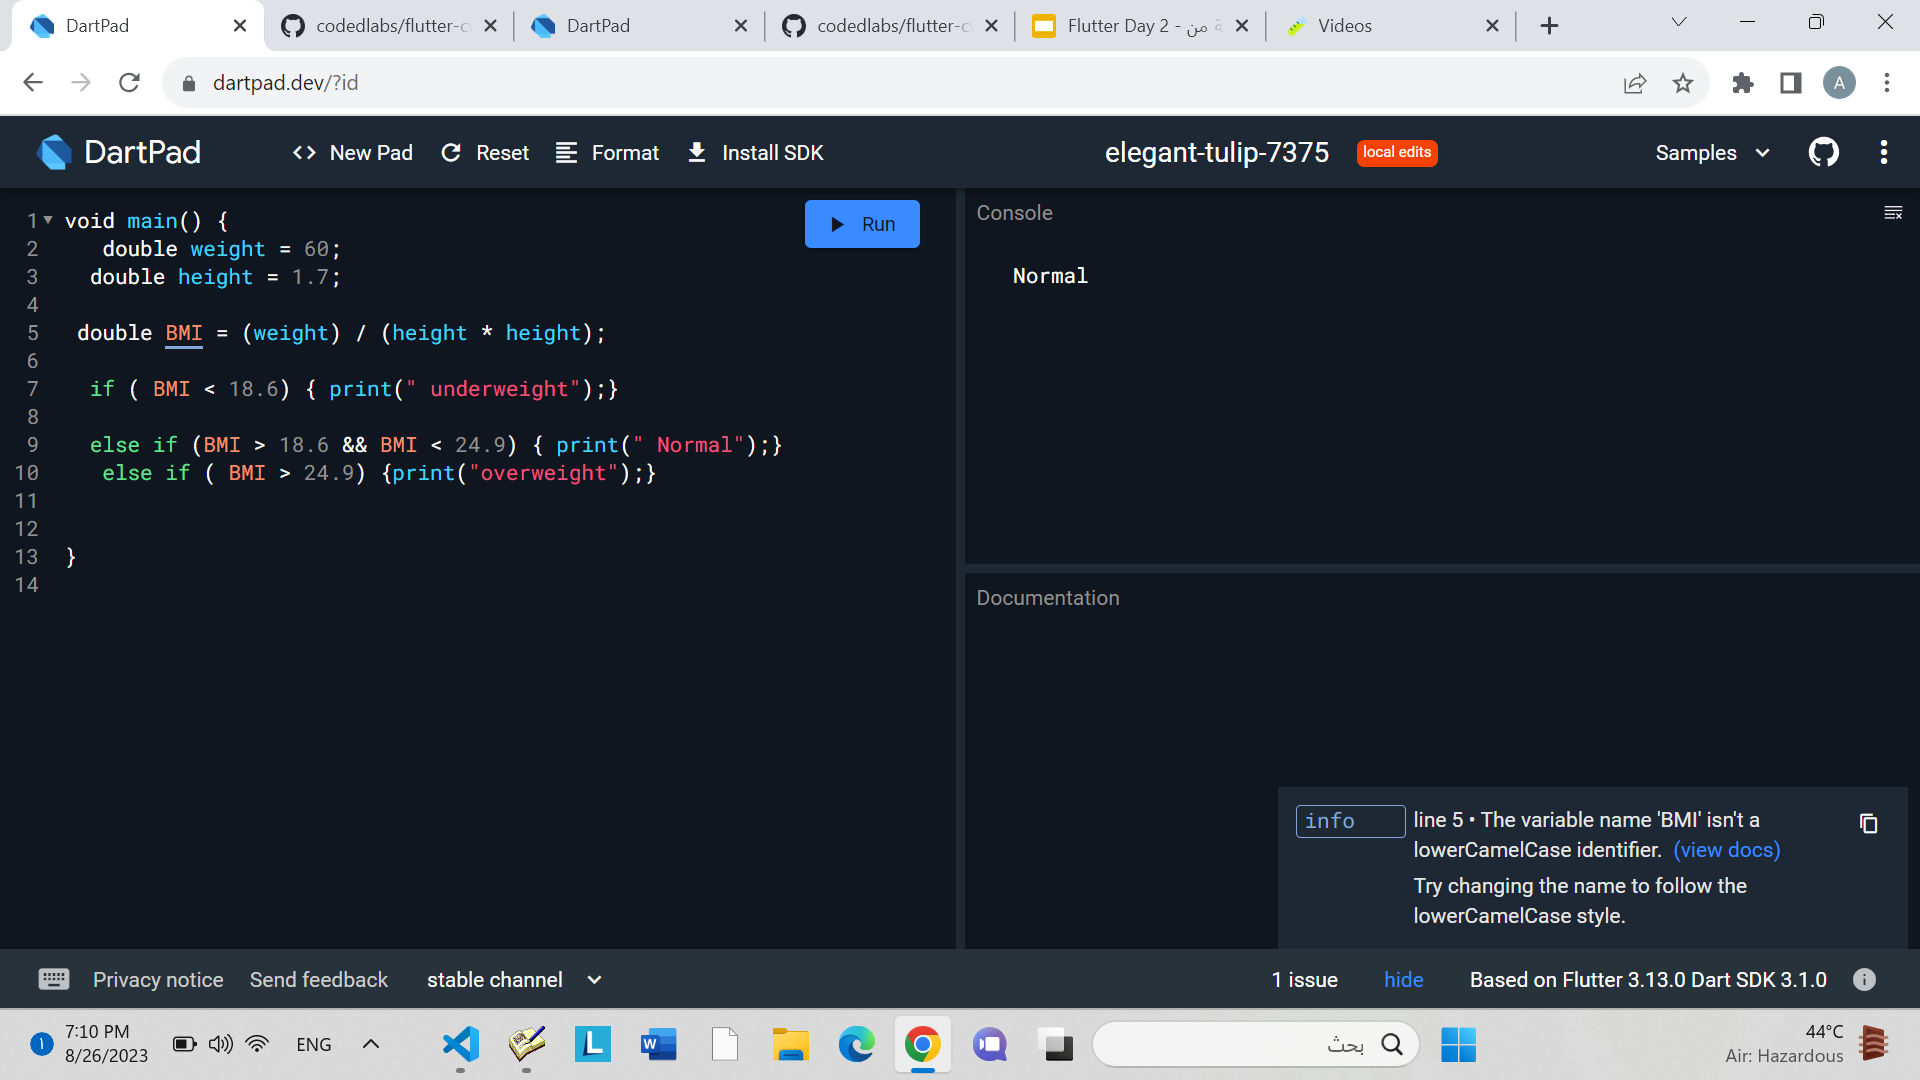 DartPad
codedlabs/flutter-c
DartPad
codedlabs/flutter-c
Flutter Day 2 - ة من
Videos
dartpad.dev/?id
A
DartPad
<> New Pad
Reset
Format
Install SDK
elegant-tulip-7375
local edits
Samples
1 void main() {
2 double weight = 60;
3 double height = 1.7;
4
5 double BMI = (weight) / (height * height);
6
7 if ( BMI < 18.6) { print(" underweight");}
8
9 else if (BMI > 18.6 && BMI < 24.9) { print(" Normal");}
10 else if ( BMI > 24.9) {print("overweight");}
11
12
13 }
14
Run
Console
Normal
Documentation
info
line 5 • The variable name 'BMI' isn't a
lowerCamelCase identifier. (view docs)
Try changing the name to follow the
lowerCamelCase style.
Privacy notice
Send feedback
stable channel
1 issue
hide
Based on Flutter 3.13.0 Dart SDK 3.1.0
١
7:10 PM
8/26/2023
ENG
L
W
بحث
44°C
Air: Hazardous